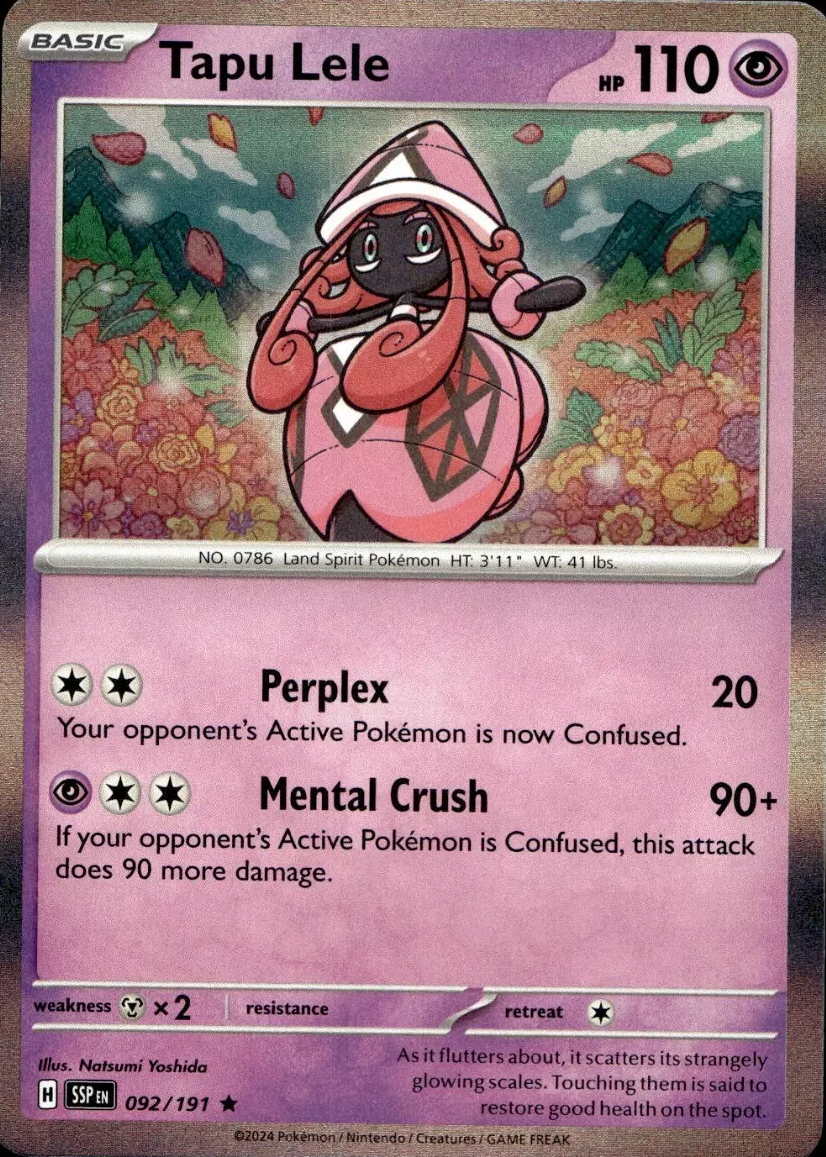 BASIC
Tapu Lele
HP 110
NO. 0786 Land Spirit Pokémon HT: 3'11" WT: 41 lbs.
Perplex 20
Your opponent's Active Pokémon is now Confused.
Mental Crush 90+
If your opponent's Active Pokémon is Confused, this attack
does 90 more damage.
weakness ×2 resistance retreat
Illus. Natsumi Yoshida
H SSP EN 092/191
As it flutters about, it scatters its strangely
glowing scales. Touching them is said to
restore good health on the spot.
©2024 Pokémon / Nintendo / Creatures / GAME FREAK